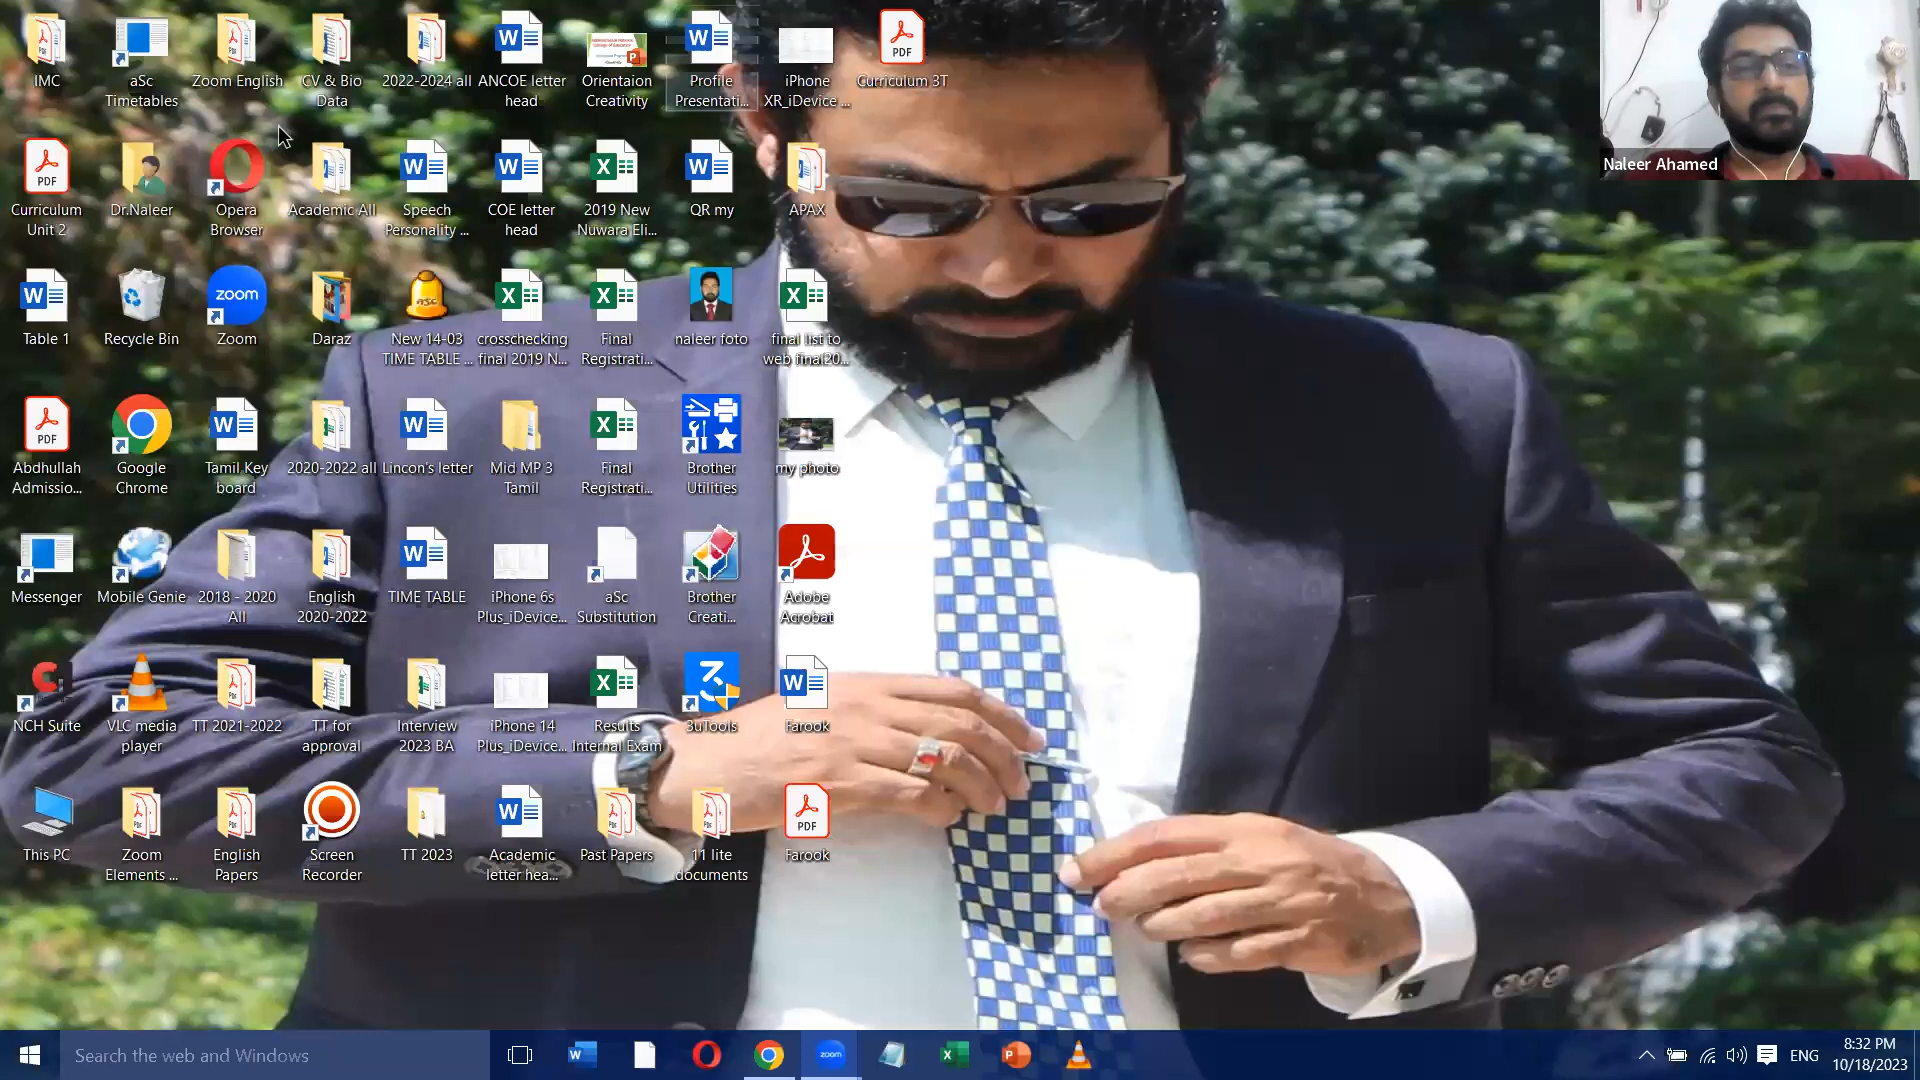 IMC
aSc
Timetables
Zoom English
CV & Bio
Data
2022-2024 all
ANCOE letter
head
Orientaion
Creativity
Profile
Presentati...
iPhone
XR_iDevice ...
Curriculum 3T
Naleer Ahamed
Curriculum
Unit 2
Dr.Naleer
Opera
Browser
Academic All
Speech
Personality ...
COE letter
head
2019 New
Nuwara Eli...
QR my
APAX
Table 1
Recycle Bin
zoom
Zoom
Daraz
New 14-03
TIME TABLE ...
crosschecking
final 2019 N...
Final
Registrati...
naleer foto
final list to
web final20...
Abdhullah
Admissio...
Google
Chrome
Tamil Key
board
2020-2022 all
Lincon's letter
Mid MP 3
Tamil
Final
Registrati...
Brother
Utilities
my photo
Messenger
Mobile Genie
2018 - 2020
All
English
2020-2022
TIME TABLE
iPhone 6s
Plus_iDevice...
aSc
Substitution
Brother
Creati...
Adobe
Acrobat
NCH Suite
VLC media
player
TT 2021-2022
TT for
approval
Interview
2023 BA
iPhone 14
Plus_iDevice...
Results
Internal Exam
3uTools
Farook
This PC
Zoom
Elements ...
English
Papers
Screen
Recorder
TT 2023
Academic
letter hea...
Past Papers
11 lite
documents
Farook
Search the web and Windows
zoom
ENG
8:32 PM
10/18/2023